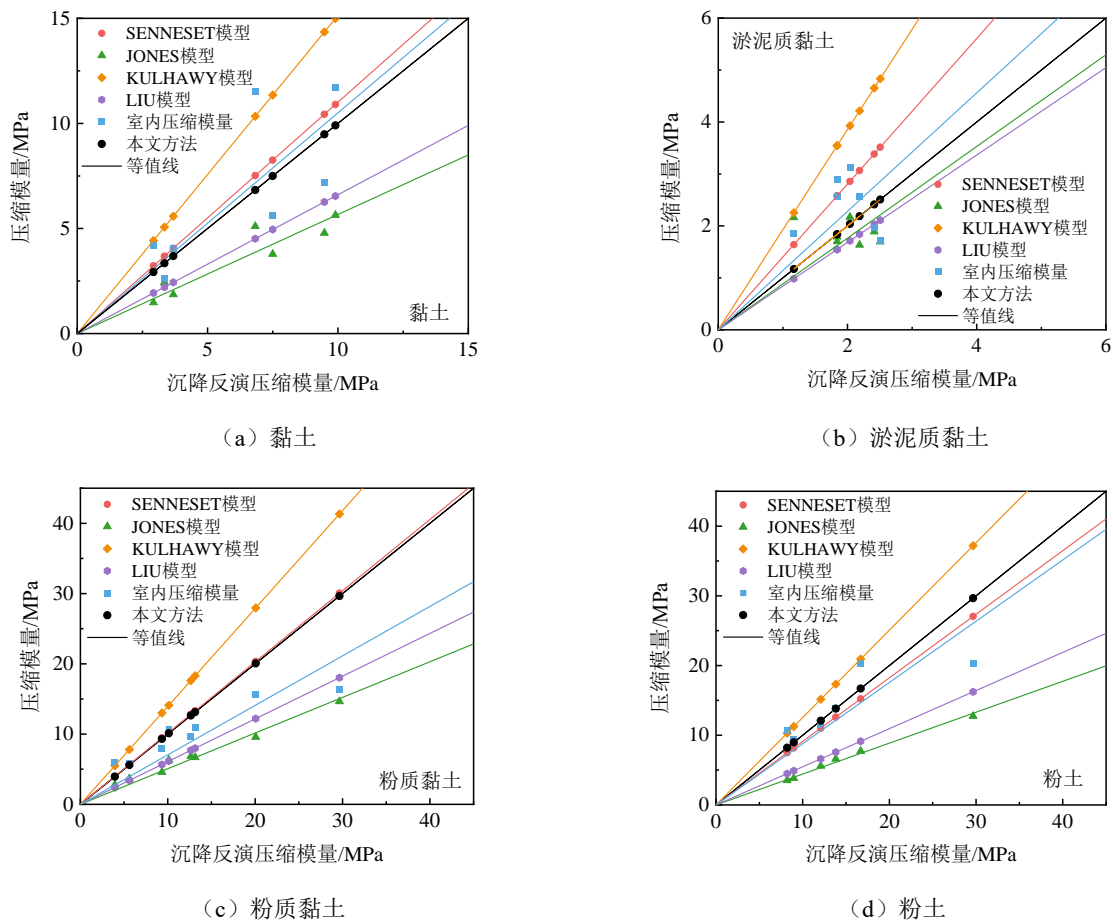 15
10
5
0
压缩模量/MPa
SENNESET模型
JONES模型
KULHAWY模型
LIU模型
室内压缩模量
本文方法
等值线
黏土
0 5 10 15
沉降反演压缩模量/MPa
（a）黏土
6
4
2
0
压缩模量/MPa
淤泥质黏土
SENNESET模型
JONES模型
KULHAWY模型
LIU模型
室内压缩模量
本文方法
等值线
0 2 4 6
沉降反演压缩模量/MPa
（b）淤泥质黏土
40
30
20
10
0
压缩模量/MPa
SENNESET模型
JONES模型
KULHAWY模型
LIU模型
室内压缩模量
本文方法
等值线
粉质黏土
0 10 20 30 40
沉降反演压缩模量/MPa
（c）粉质黏土
40
30
20
10
0
压缩模量/MPa
SENNESET模型
JONES模型
KULHAWY模型
LIU模型
室内压缩模量
本文方法
等值线
粉土
0 10 20 30 40
沉降反演压缩模量/MPa
（d）粉土